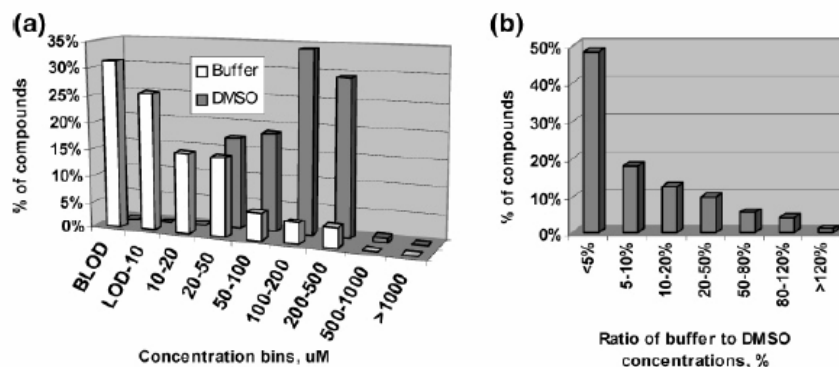 (a)
35%
30%
25%
20%
15%
10%
5%
0%
% of compounds
Buffer
DMSO
BLOD
LOD-10
10-20
20-50
50-100
100-200
200-500
500-1000
>1000
Concentration bins, uM
(b)
50%
40%
30%
20%
10%
0%
% of compounds
<5%
5-10%
10-20%
20-50%
50-80%
80-120%
>120%
Ratio of buffer to DMSO
concentrations, %